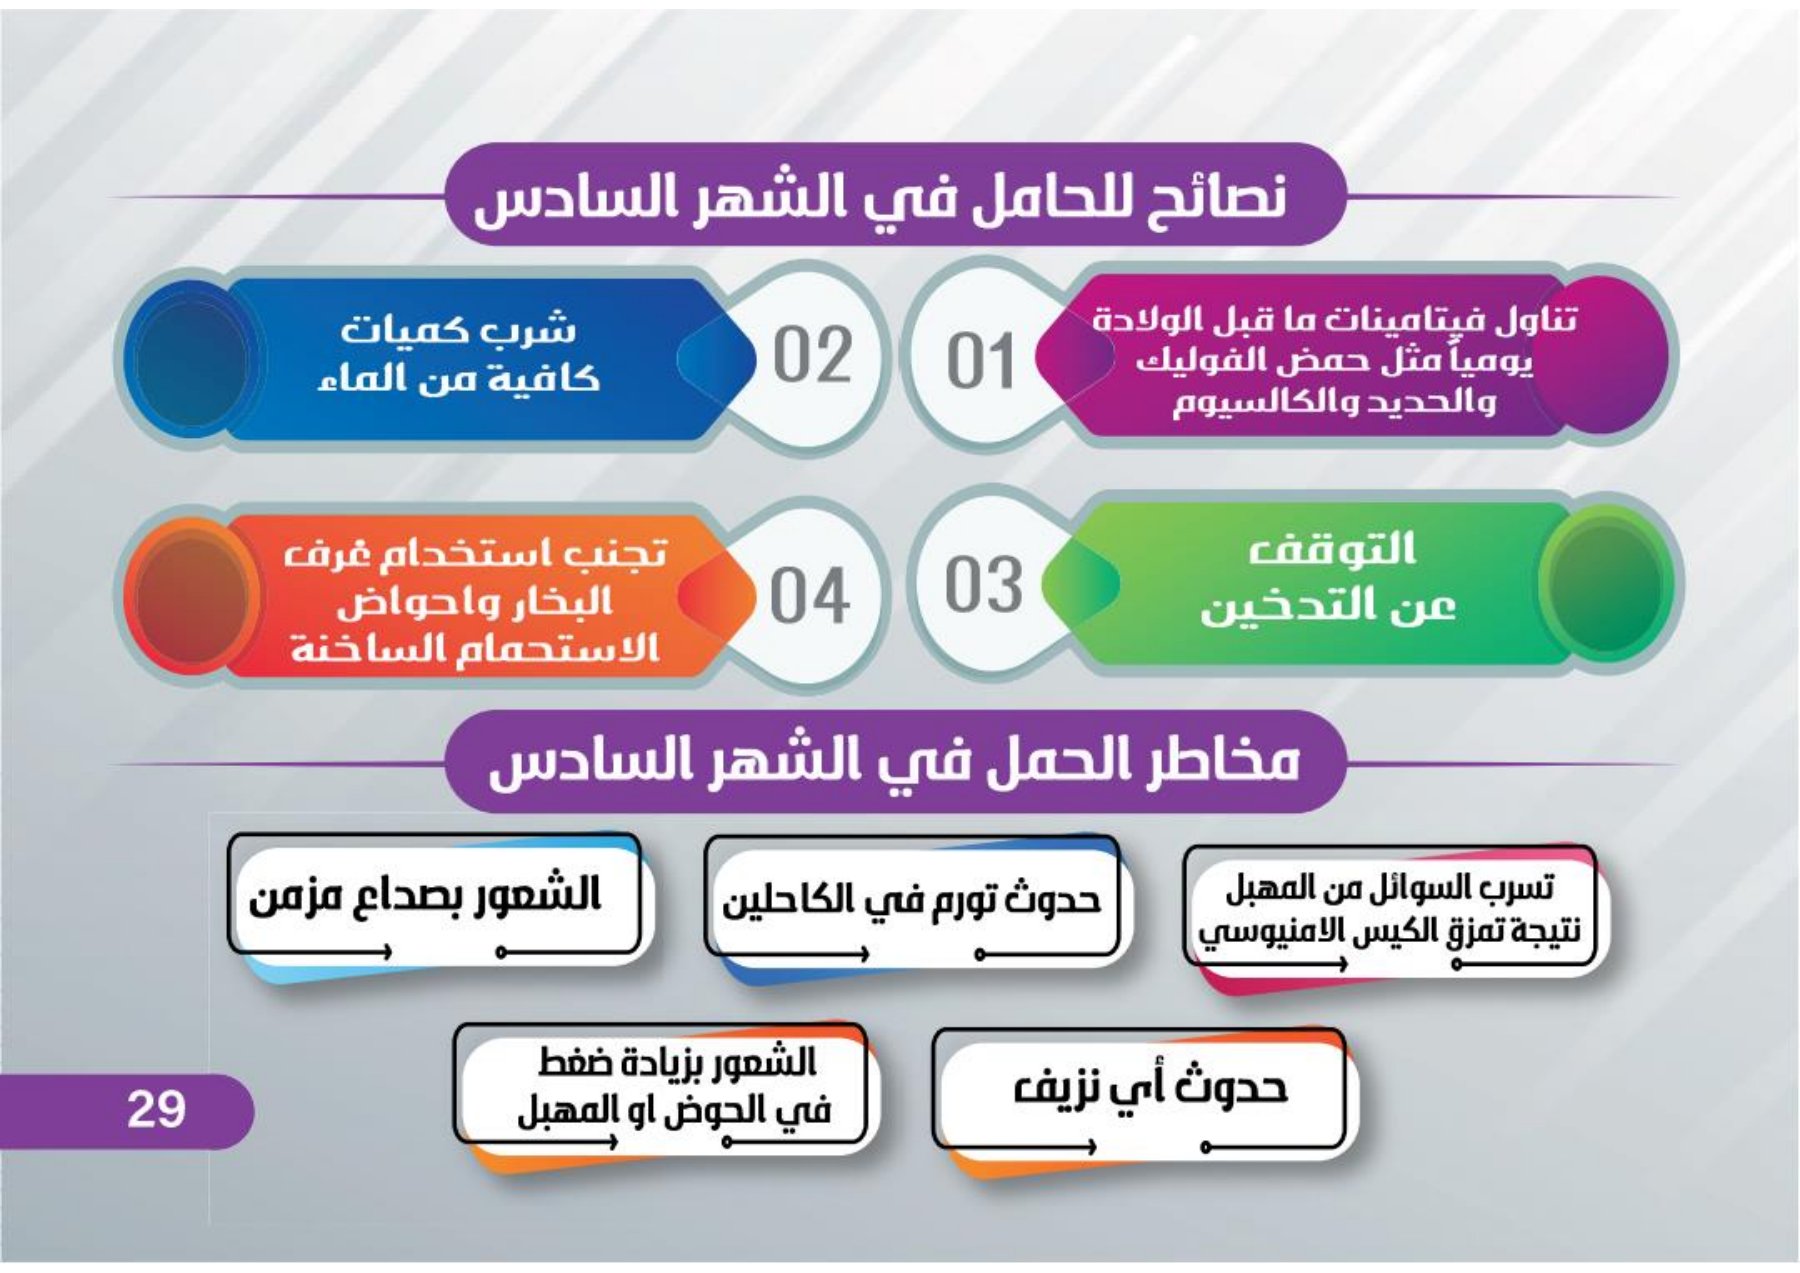 نصائح للحامل في الشهر السادس
01
تناول فيتامينات ما قبل الولادة
يومياً مثل حمض الفوليك
والحديد والكالسيوم
02
شرب كميات
كافية من الماء
03
التوقف
عن التدخين
04
تجنب استخدام غرف
البخار واحواض
الاستحمام الساخنة
مخاطر الحمل في الشهر السادس
تسرب السوائل من المهبل
نتيجة تمزق الكيس الامنيوسي
حدوث تورم في الكاحلين
الشعور بصداع مزمن
حدوث أي نزيف
الشعور بزيادة ضغط
في الحوض او المهبل
29